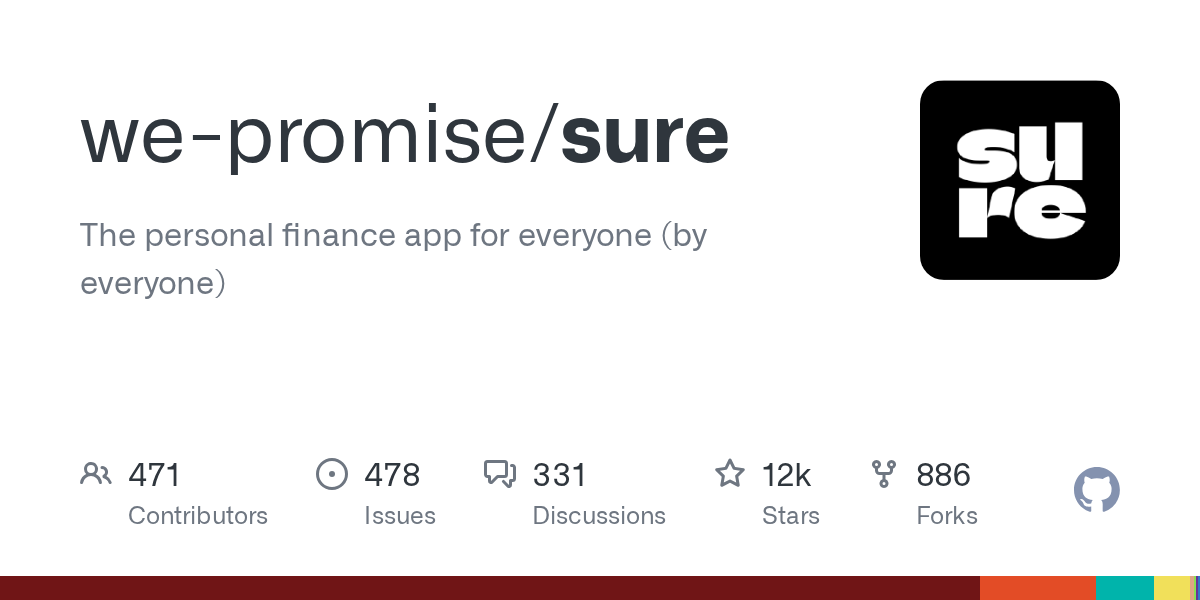 we-promise/sure
The personal finance app for everyone (by
everyone)
su
re
471
Contributors
478
Issues
331
Discussions
12k
Stars
886
Forks